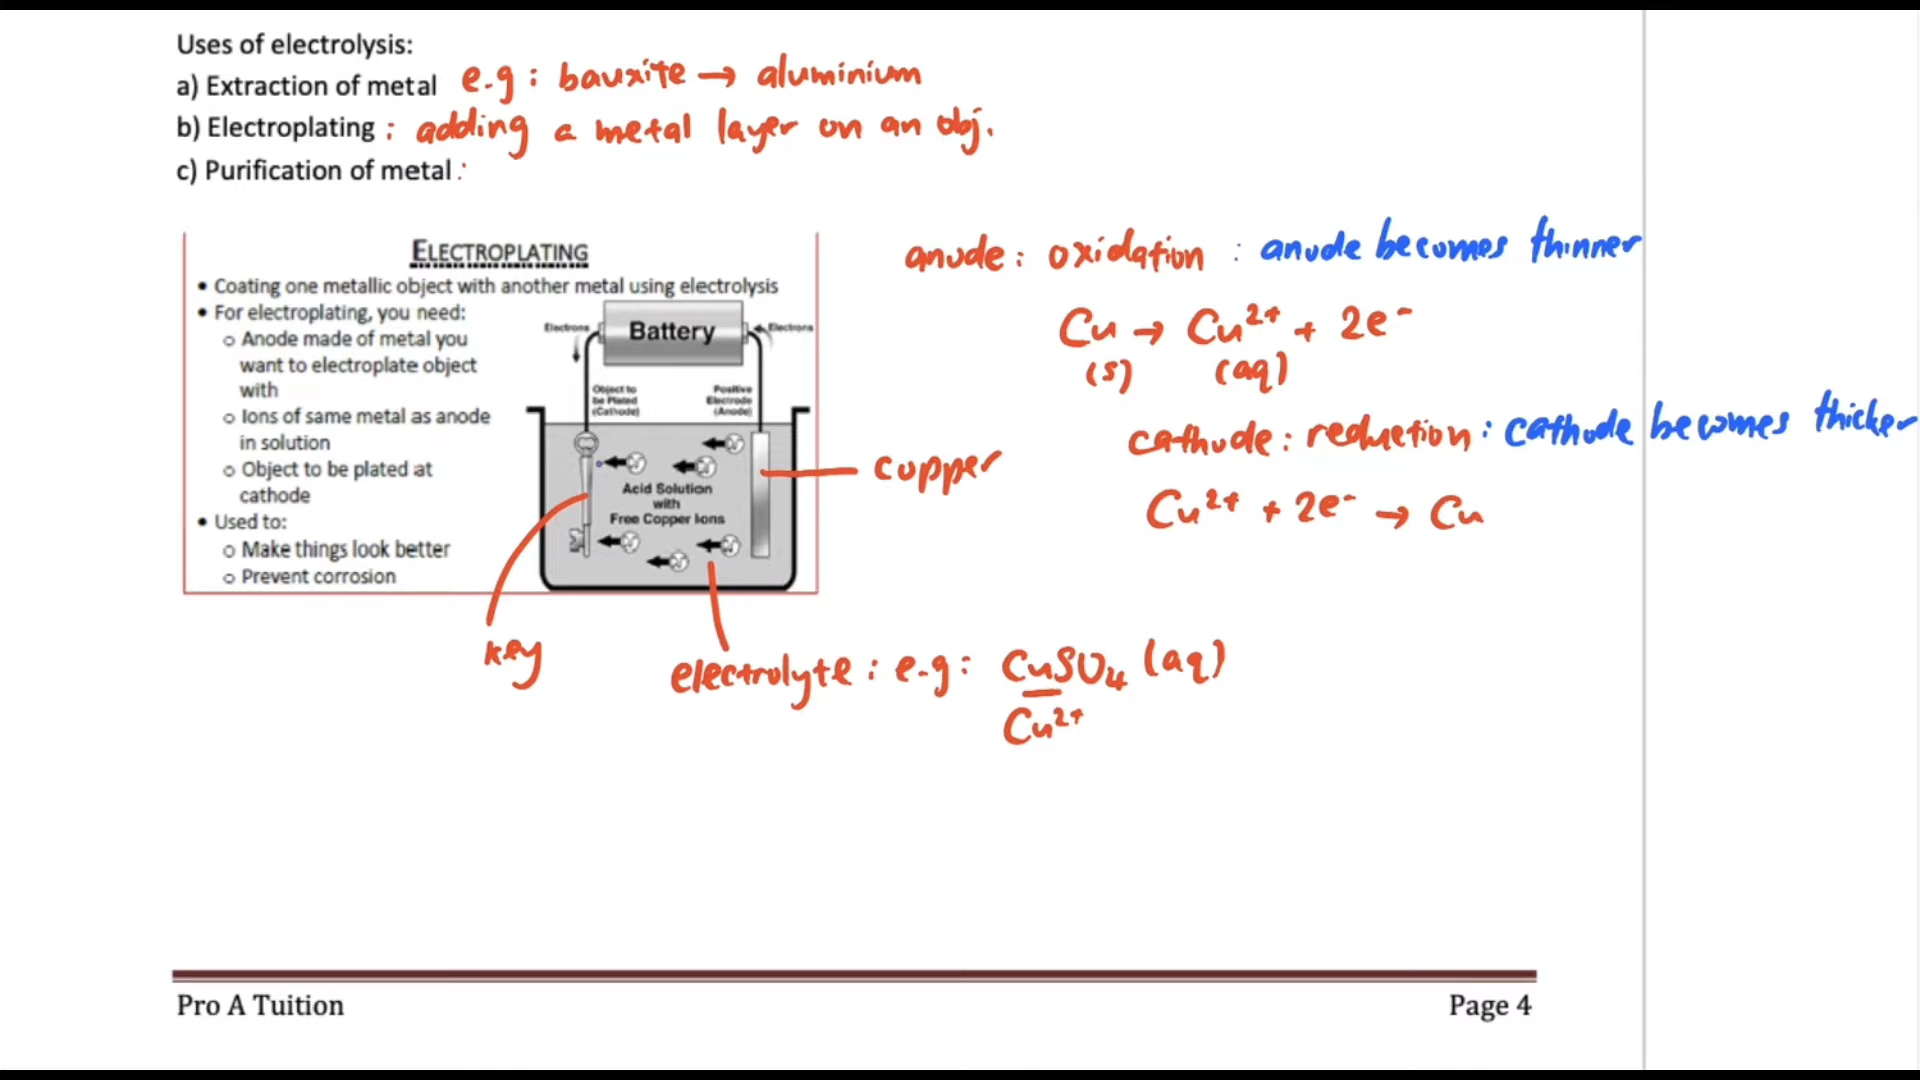 Uses of electrolysis:
a) Extraction of metal e.g : bauxite → aluminium
b) Electroplating : adding a metal layer on an obj.
c) Purification of metal :
ELECTROPLATING
• Coating one metallic object with another metal using electrolysis
• For electroplating, you need:
o Anode made of metal you
want to electroplate object
with
o Ions of same metal as anode
in solution
o Object to be plated at
cathode
• Used to:
o Make things look better
o Prevent corrosion
Electrons
Battery
Electrons
Object to
be Plated
(Cathode)
Positive
Electrode
(Anode)
Acid Solution
with
Free Copper Ions
copper
key
electrolyte : e.g : CuSO₄ (aq)
Cu²⁺
anode : oxidation : anode becomes thinner
Cu → Cu²⁺ + 2e⁻
(s) (aq)
cathode : reduction : cathode becomes thicker
Cu²⁺ + 2e⁻ → Cu
Pro A Tuition
Page 4